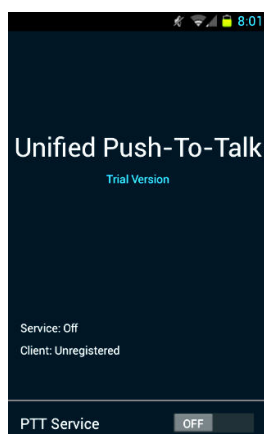 8:01
Unified Push-To-Talk
Trial Version
Service: Off
Client: Unregistered
PTT Service OFF